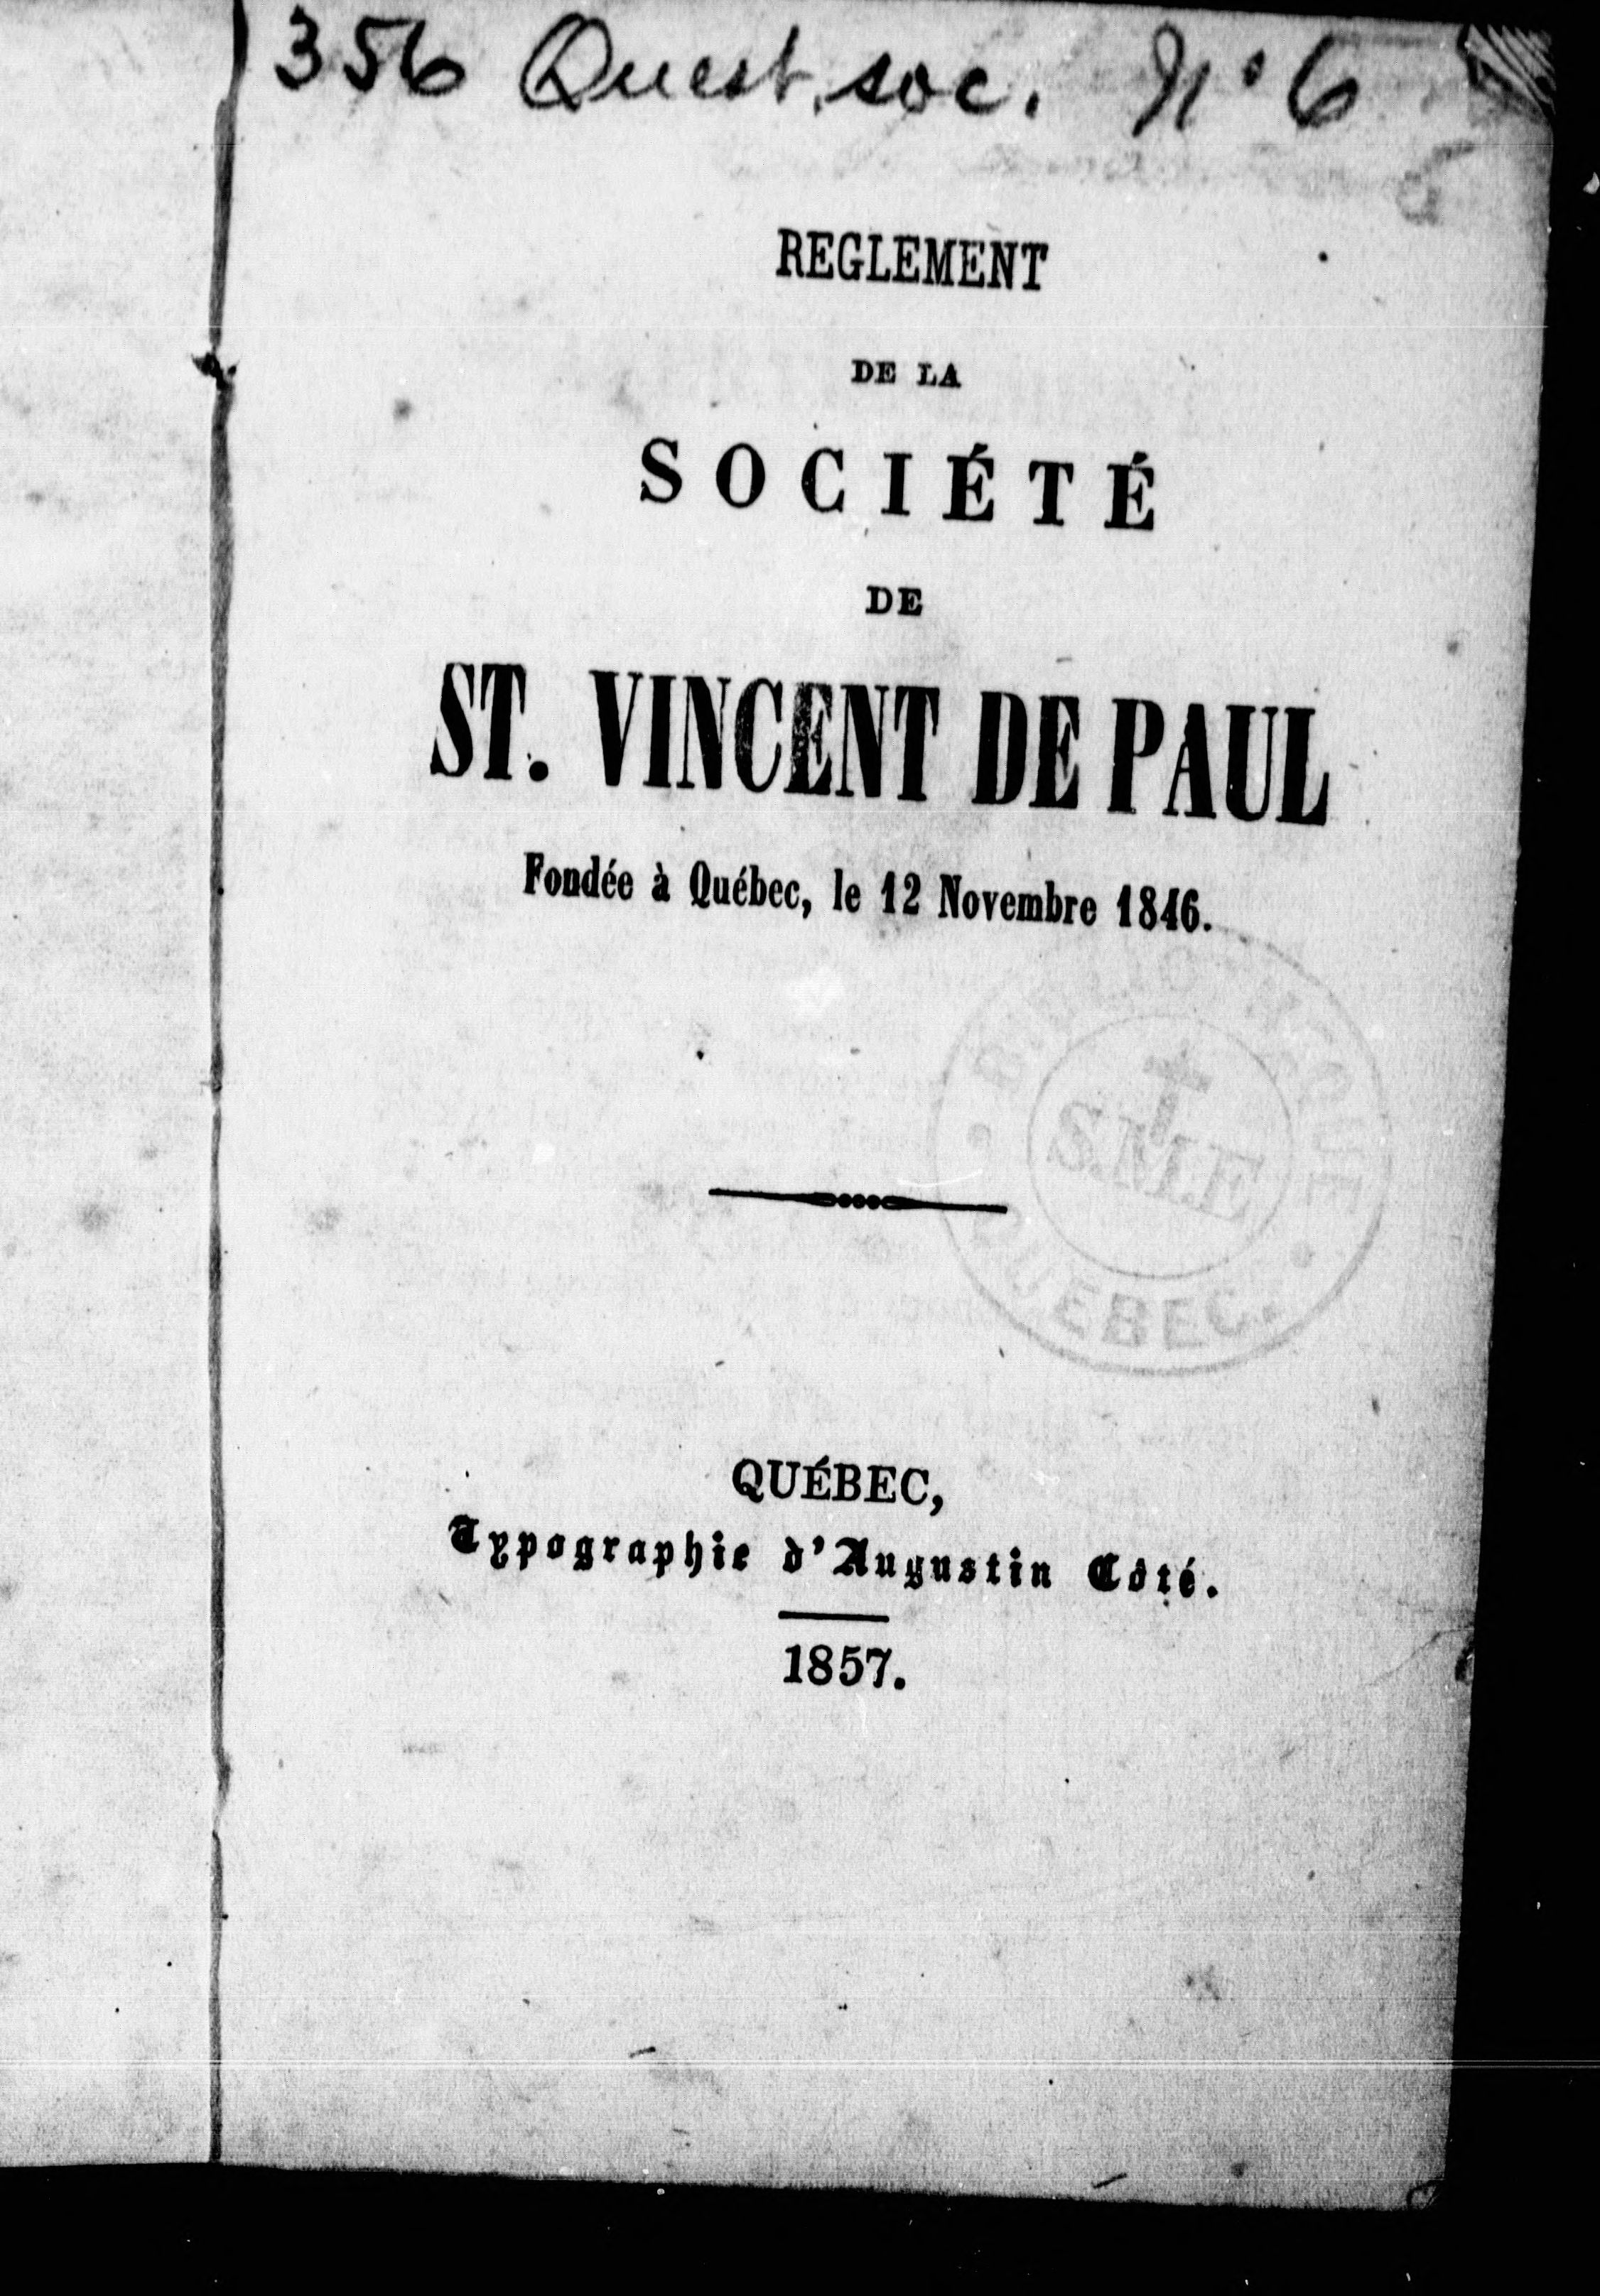 356 Quest. soc. N° 6
REGLEMENT
DE LA
SOCIÉTÉ
DE
ST. VINCENT DE PAUL
Fondée à Québec, le 12 Novembre 1846.
BIBLIOTHÈQUE
S.M.E
QUÉBEC.
QUÉBEC,
Typographie d'Augustin Côté.
1857.